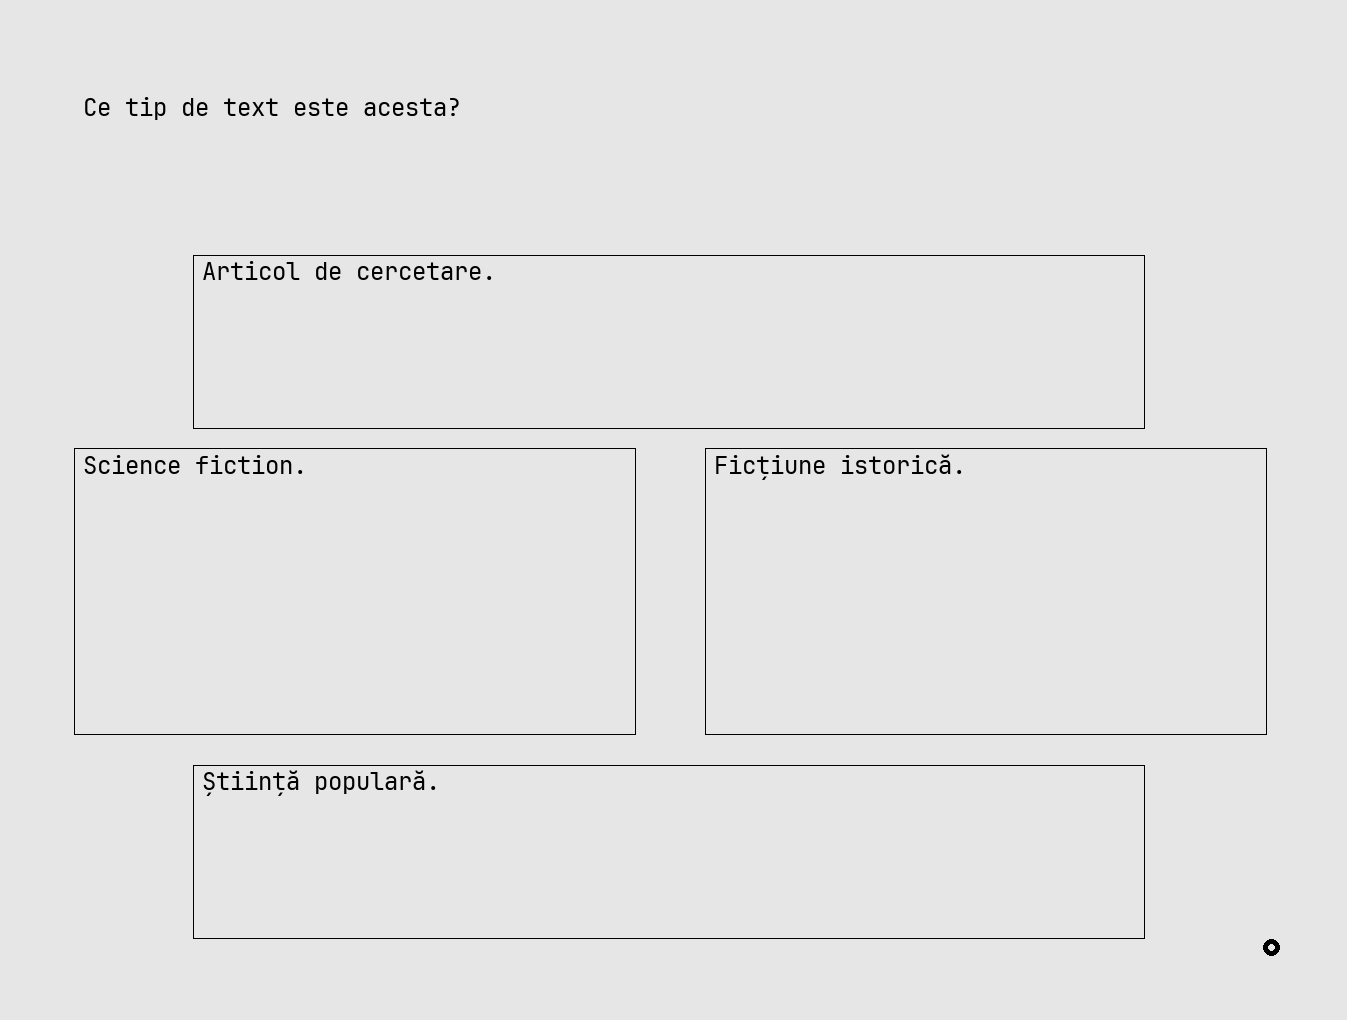 Ce tip de text este acesta?
Articol de cercetare.
Science fiction.
Ficțiune istorică.
Știință populară.